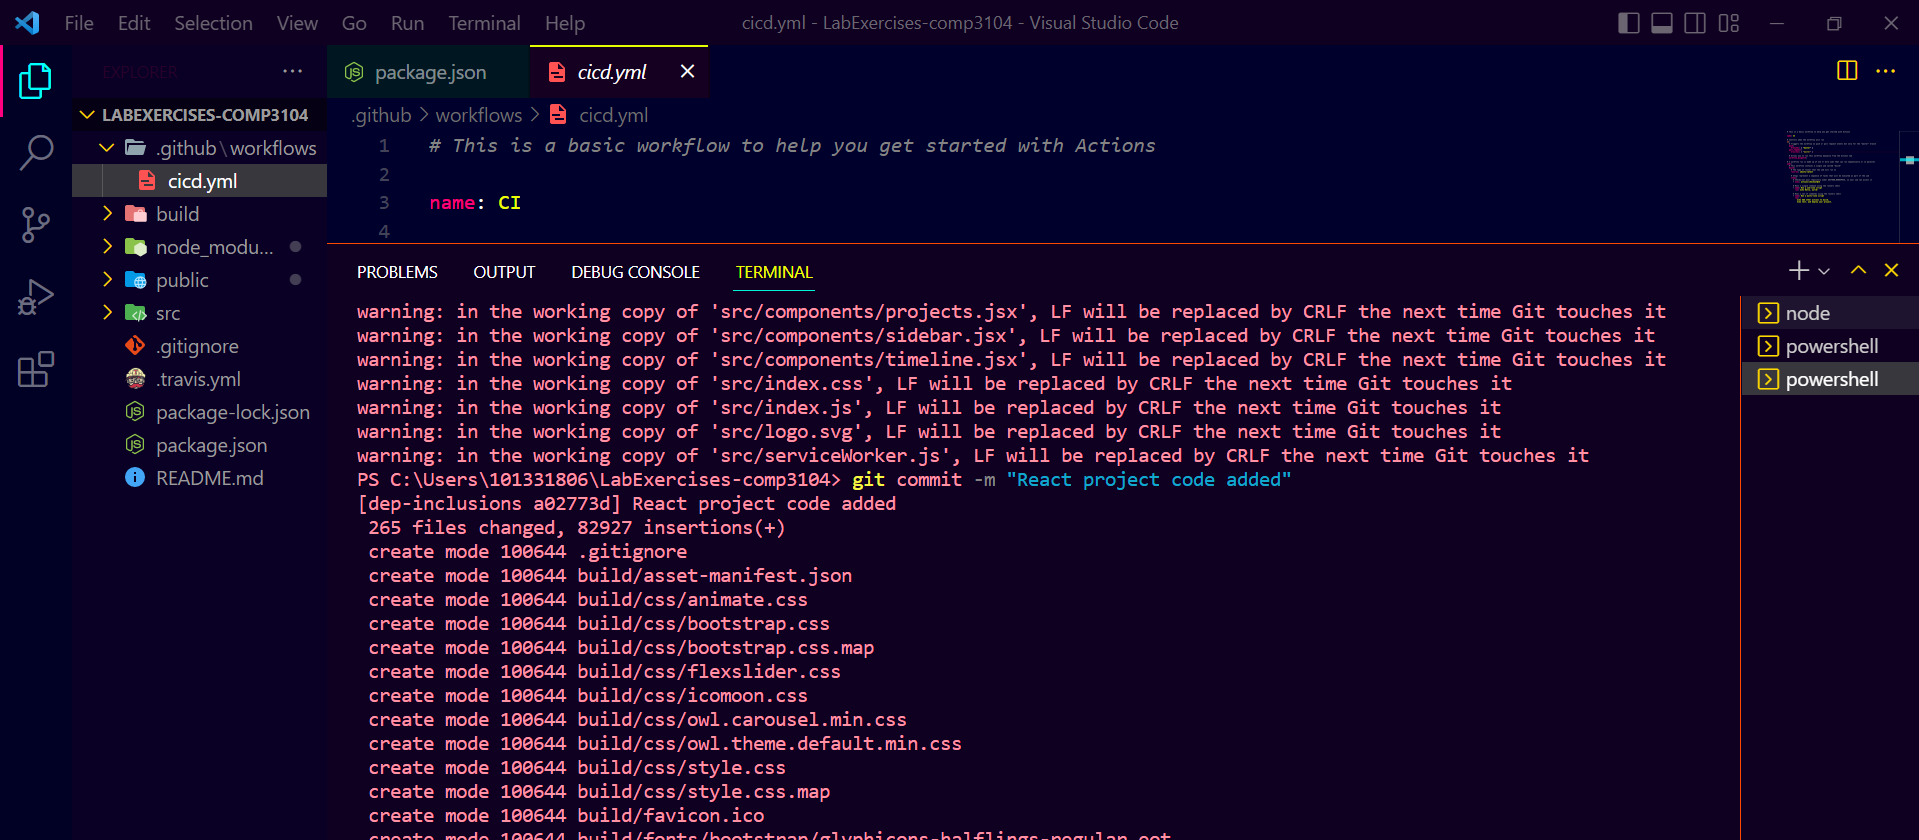 File Edit Selection View Go Run Terminal Help
cicd.yml - LabExercises-comp3104 - Visual Studio Code
EXPLORER
LABEXERCISES-COMP3104
.github\workflows
cicd.yml
build
node_modu...
public
src
.gitignore
.travis.yml
package-lock.json
package.json
README.md
package.json
cicd.yml
.github > workflows > cicd.yml
1 # This is a basic workflow to help you get started with Actions
2
3 name: CI
4
PROBLEMS OUTPUT DEBUG CONSOLE TERMINAL
warning: in the working copy of 'src/components/projects.jsx', LF will be replaced by CRLF the next time Git touches it
warning: in the working copy of 'src/components/sidebar.jsx', LF will be replaced by CRLF the next time Git touches it
warning: in the working copy of 'src/components/timeline.jsx', LF will be replaced by CRLF the next time Git touches it
warning: in the working copy of 'src/index.css', LF will be replaced by CRLF the next time Git touches it
warning: in the working copy of 'src/index.js', LF will be replaced by CRLF the next time Git touches it
warning: in the working copy of 'src/logo.svg', LF will be replaced by CRLF the next time Git touches it
warning: in the working copy of 'src/serviceWorker.js', LF will be replaced by CRLF the next time Git touches it
PS C:\Users\101331806\LabExercises-comp3104> git commit -m "React project code added"
[dep-inclusions a02773d] React project code added
265 files changed, 82927 insertions(+)
create mode 100644 .gitignore
create mode 100644 build/asset-manifest.json
create mode 100644 build/css/animate.css
create mode 100644 build/css/bootstrap.css
create mode 100644 build/css/bootstrap.css.map
create mode 100644 build/css/flexslider.css
create mode 100644 build/css/icomoon.css
create mode 100644 build/css/owl.carousel.min.css
create mode 100644 build/css/owl.theme.default.min.css
create mode 100644 build/css/style.css
create mode 100644 build/css/style.css.map
create mode 100644 build/favicon.ico
create mode 100644 build/fonts/bootstrap/glyphicons-halflings-regular.eot
node
powershell
powershell